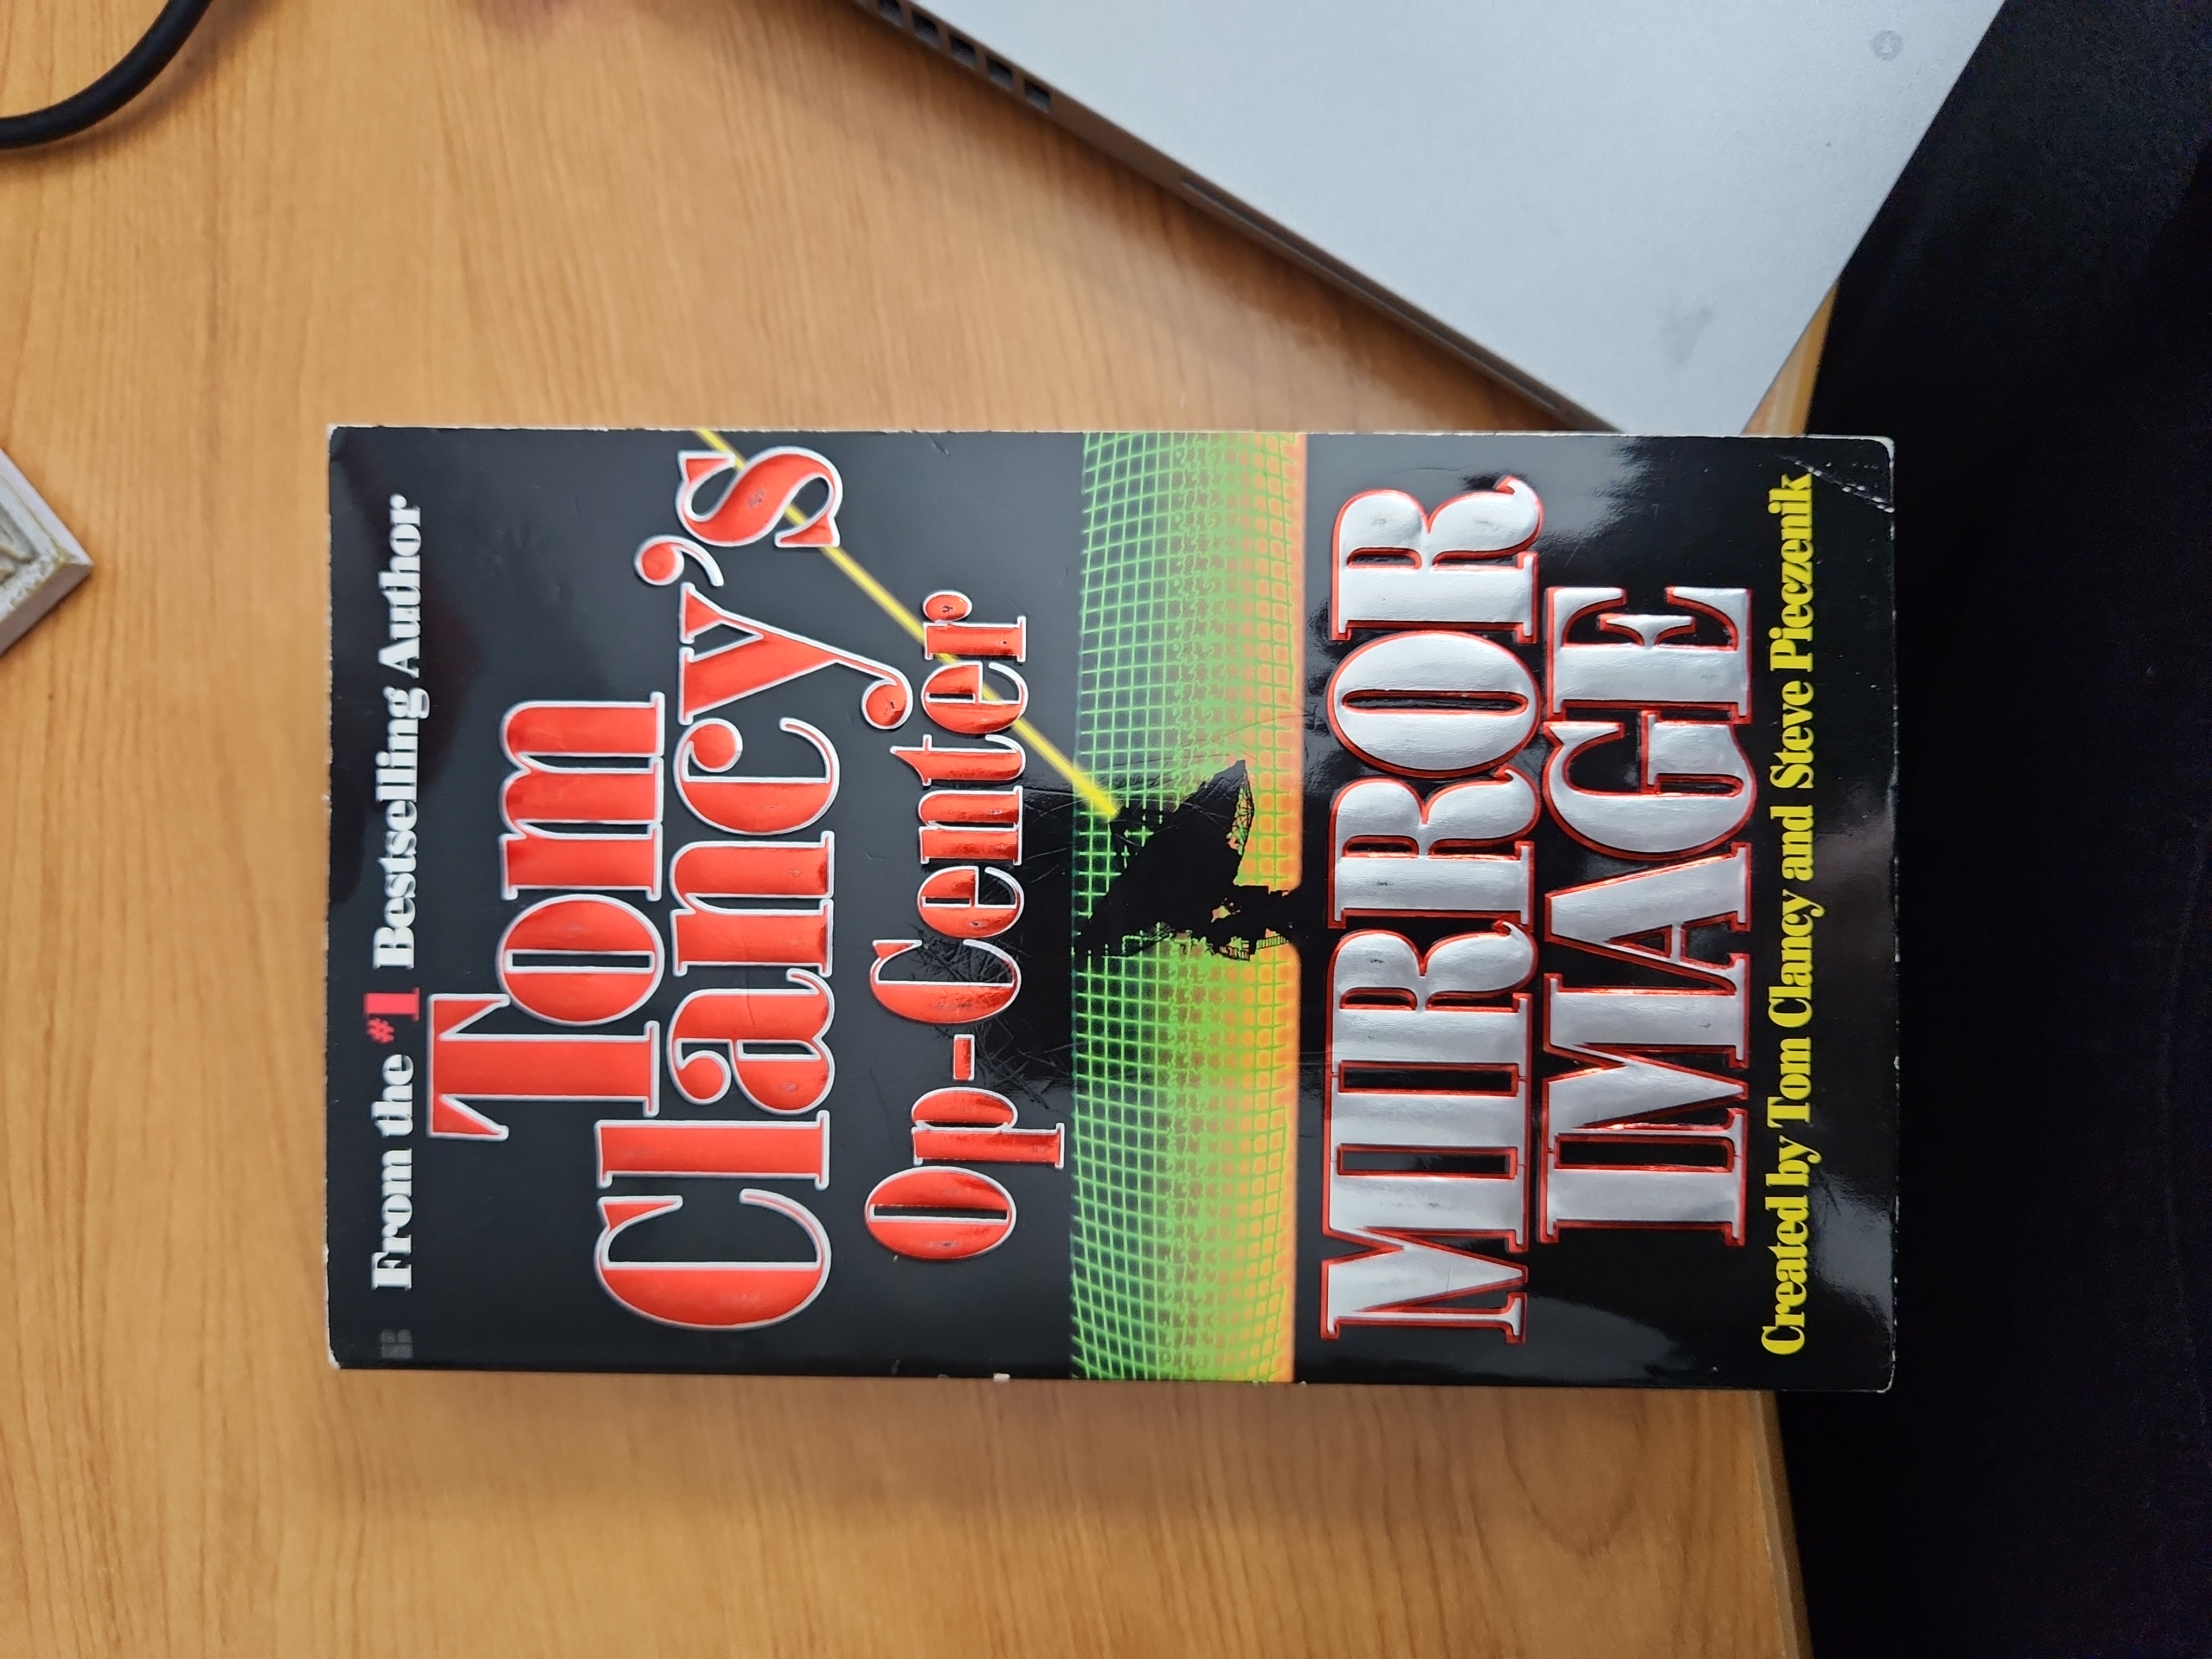 From the #1 Bestselling Author
Tom
Clancy's
Op-Center
MIRROR
IMAGE
Created by Tom Clancy and Steve Pieczenik